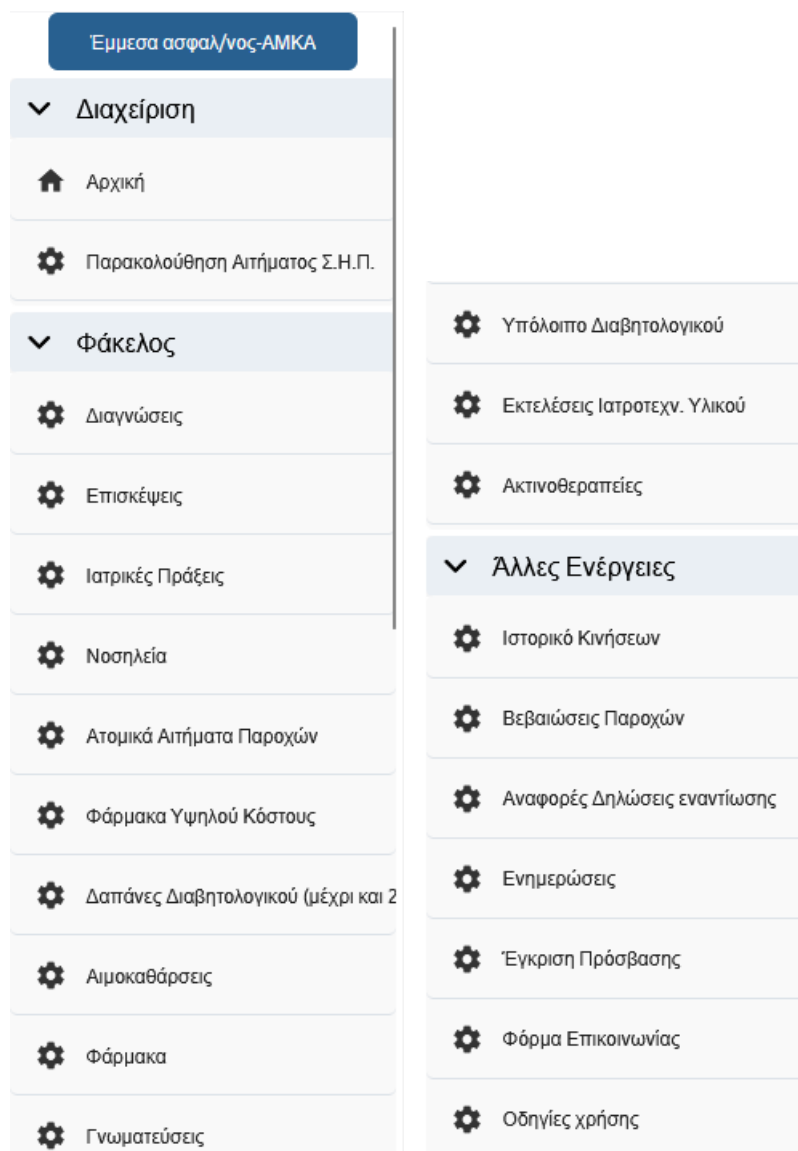 Έμμεσα ασφαλ/νος-ΑΜΚΑ
Διαχείριση
Αρχική
Παρακολούθηση Αιτήματος Σ.Η.Π.
Φάκελος
Διαγνώσεις
Επισκέψεις
Ιατρικές Πράξεις
Νοσηλεία
Ατομικά Αιτήματα Παροχών
Φάρμακα Υψηλού Κόστους
Δαπάνες Διαβητολογικού (μέχρι και 2
Αιμοκαθάρσεις
Φάρμακα
Γνωματεύσεις
Υπόλοιπο Διαβητολογικού
Εκτελέσεις Ιατροτεχν. Υλικού
Ακτινοθεραπείες
Άλλες Ενέργειες
Ιστορικό Κινήσεων
Βεβαιώσεις Παροχών
Αναφορές Δηλώσεις εναντίωσης
Ενημερώσεις
Έγκριση Πρόσβασης
Φόρμα Επικοινωνίας
Οδηγίες χρήσης